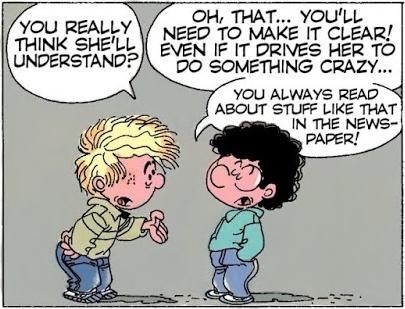 YOU REALLY
THINK SHE'LL
UNDERSTAND?
OH, THAT... YOU'LL
NEED TO MAKE IT CLEAR!
EVEN IF IT DRIVES HER TO
DO SOMETHING CRAZY...
YOU ALWAYS READ
ABOUT STUFF LIKE THAT
IN THE NEWS-
PAPER!